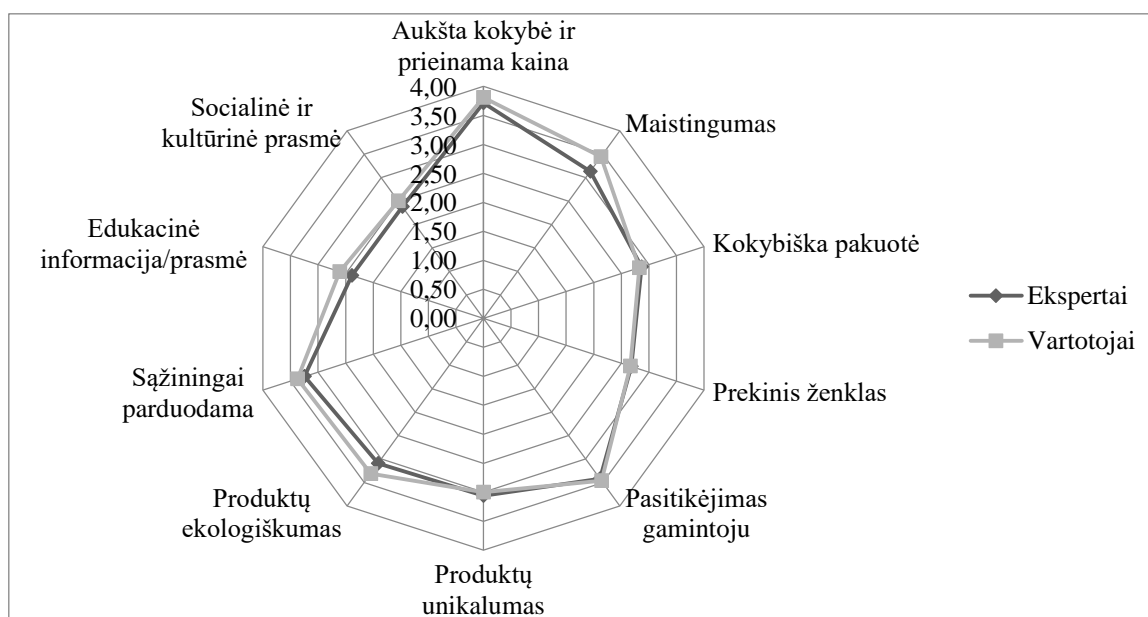 Aukšta kokybė ir
prieinama kaina
Maistingumas
Kokybiška pakuotė
Prekinis ženklas
Pasitikėjimas
gamintoju
Produktų
unikalumas
Produktų
ekologiškumas
Sąžiningai
parduodama
Edukacinė
informacija/prasmė
Socialinė ir
kultūrinė prasmė
4,00
3,50
3,00
2,50
2,00
1,50
1,00
0,50
0,00
Ekspertai
Vartotojai